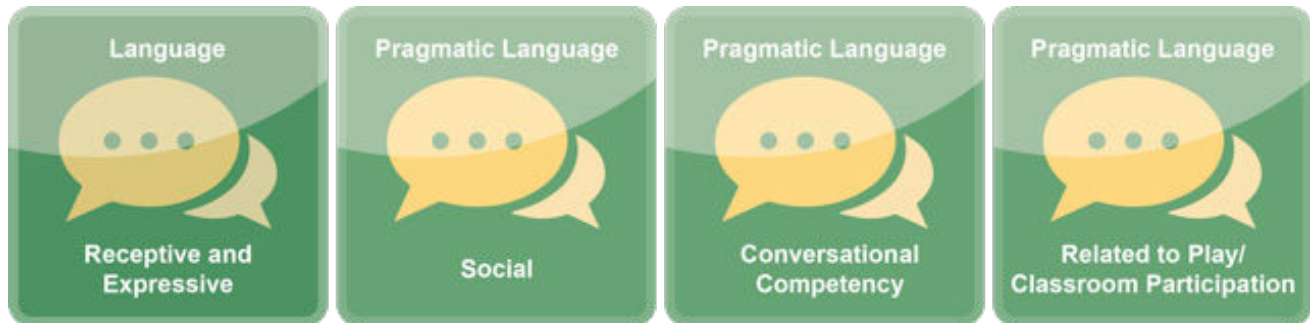 Language
Receptive and
Expressive
Pragmatic Language
Social
Pragmatic Language
Conversational
Competency
Pragmatic Language
Related to Play/
Classroom Participation